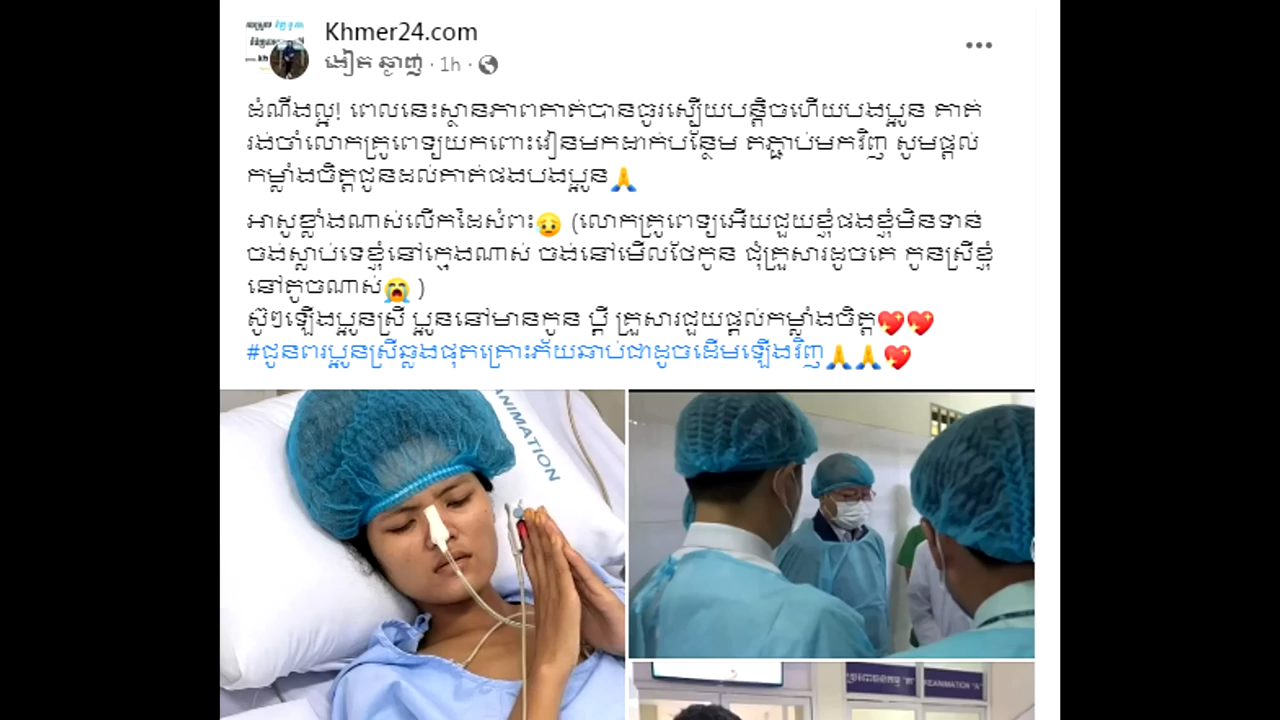 Khmer24.com
ងៀត ឆ្ងាញ់ · 1h ·
ដំណឹងល្អ! ពេលនេះស្ថានភាពគាត់បានធូរស្បើយបន្តិចហើយបងប្អូន គាត់
រង់ចាំលោកគ្រូពេទ្យយកពោះវៀនមកដាក់បន្ថែម តភ្ជាប់មកវិញ សូមផ្តល់
កម្លាំងចិត្តជូនដល់គាត់ផងបងប្អូន🙏
អាសូខ្លាំងណាស់លើកដៃសំពះ😥 (លោកគ្រូពេទ្យអើយជួយខ្ញុំផងខ្ញុំមិនទាន់
ចង់ស្លាប់ទេខ្ញុំនៅក្មេងណាស់ ចង់នៅមើលថែកូន ជុំគ្រួសារដូចគេ កូនស្រីខ្ញុំ
នៅតូចណាស់😭 )
ស៊ូៗឡើងប្អូនស្រី ប្អូននៅមានកូន ប្តី គ្រួសារជួយផ្តល់កម្លាំងចិត្ត💖💖
#ជូនពរប្អូនស្រីឆ្លងផុតគ្រោះភ័យឆាប់ជាដូចដើមឡើងវិញ🙏🙏💖
ANIMATION
REANIMATION "A"